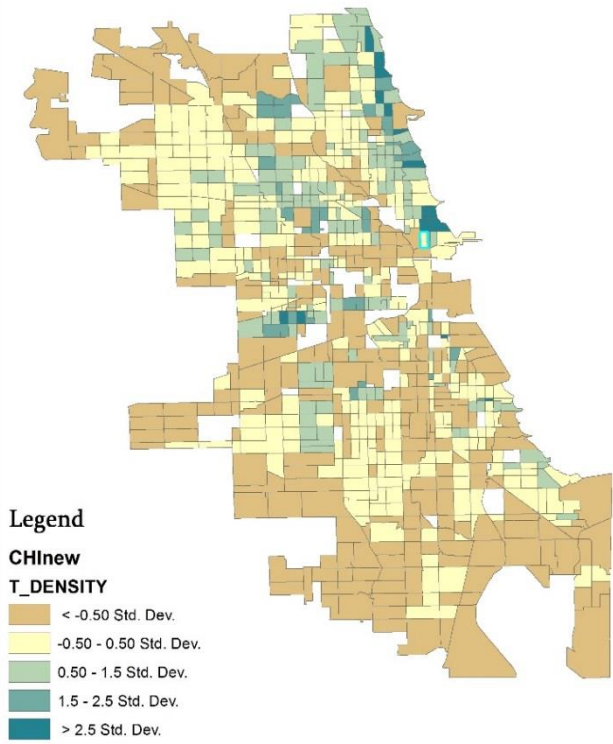 Legend
CHInew
T_DENSITY
< -0.50 Std. Dev.
-0.50 - 0.50 Std. Dev.
0.50 - 1.5 Std. Dev.
1.5 - 2.5 Std. Dev.
> 2.5 Std. Dev.